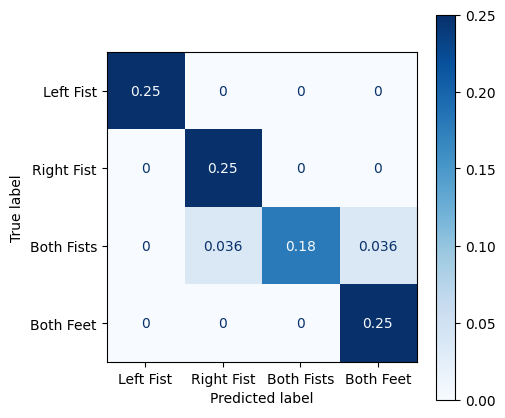 Left Fist 0.25 0 0 0
Right Fist 0 0.25 0 0
Both Fists 0 0.036 0.18 0.036
Both Feet 0 0 0 0.25
Left Fist Right Fist Both Fists Both Feet
Predicted label
True label
0.25
0.20
0.15
0.10
0.05
0.00